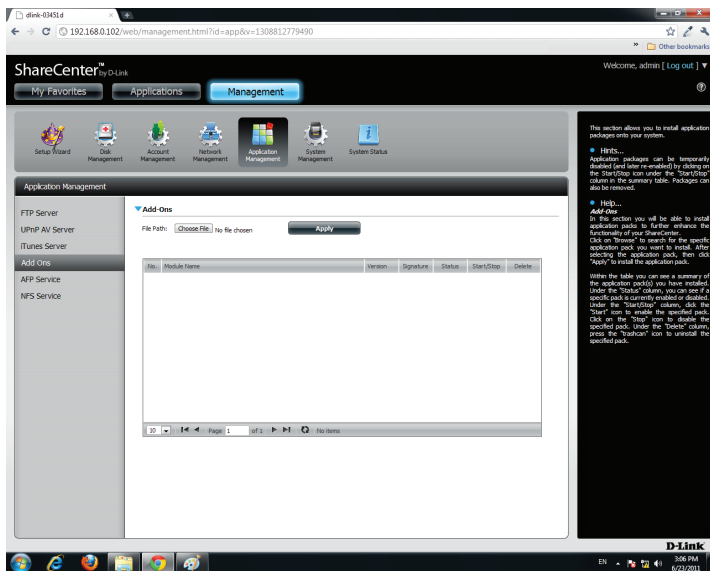 dlink-03451d
192.168.0.102/web/management.html?id=app&v=1308812779490
» Other bookmarks
ShareCenter™ by D-Link
Welcome, admin [ Log out ] ▼
My Favorites
Applications
Management
Setup Wizard
Disk Management
Account Management
Network Management
Application Management
System Management
System Status
Application Management
FTP Server
UPnP AV Server
iTunes Server
Add Ons
AFP Service
NFS Service
Add-Ons
File Path: Choose File No file chosen Apply
No. Module Name Version Signature Status Start/Stop Delete
10 Page 1 of 1 No items
This section allows you to install application
packages onto your system.
Hints...
Application packages can be temporarily
disabled (and later re-enabled) by clicking on
the Start/Stop icon under the "Start/Stop"
column in the summary table. Packages can
also be removed.
Help...
Add-Ons
In this section you will be able to install
application packs to further enhance the
functionality of your ShareCenter.
Click on "Browse" to search for the specific
application pack you want to install. After
selecting the application pack, then click
"Apply" to install the application pack.
Within the table you can see a summary of
the application pack(s) you have installed.
Under the "Status" column, you can see if a
specific pack is currently enabled or disabled.
Under the "Start/Stop" column, click the
"Start" icon to enable the specified pack.
Click on the "Stop" icon to disable the
specified pack. Under the "Delete" column,
press the "trashcan" icon to uninstall the
specified pack.
D-Link
EN
3:06 PM
6/23/2011